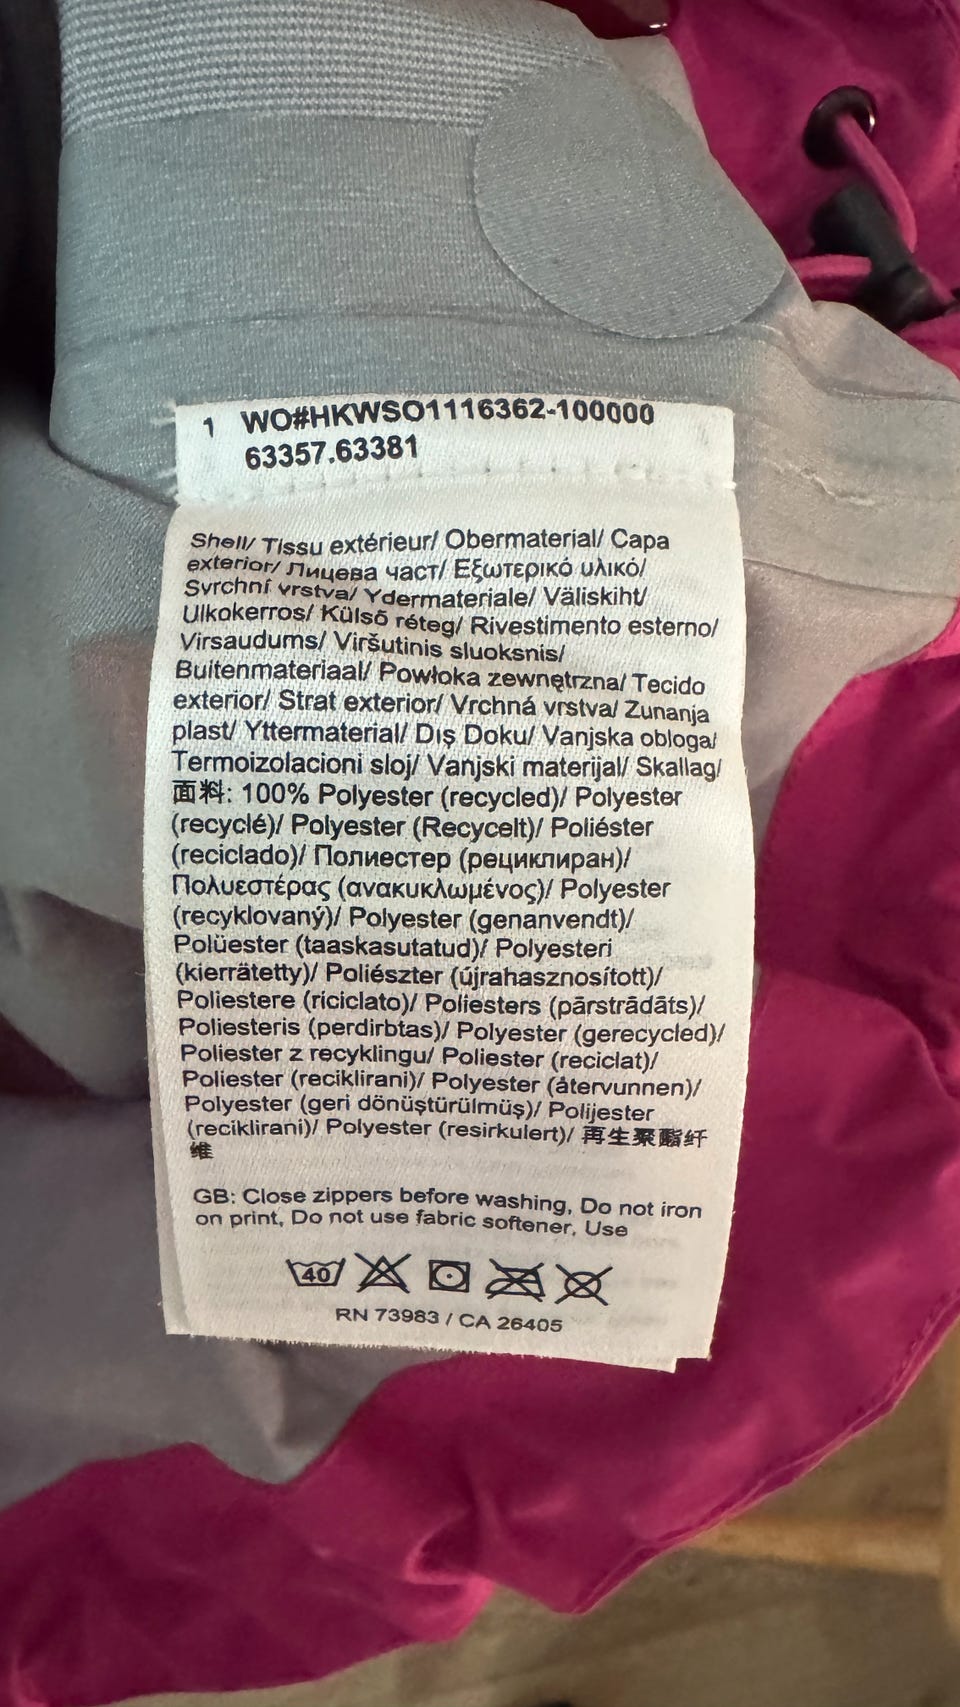 1 WO#HKWSO1116362-100000
63357.63381
Shell/ Tissu extérieur/ Obermaterial/ Capa
exterior/ Лицева част/ Εξωτερικό υλικό/
Svrchní vrstva/ Ydermateriale/ Väliskiht/
Ulkokerros/ Külső réteg/ Rivestimento esterno/
Virsaudums/ Viršutinis sluoksnis/
Buitenmateriaal/ Powłoka zewnętrzna/ Tecido
exterior/ Strat exterior/ Vrchná vrstva/ Zunanja
plast/ Yttermaterial/ Dış Doku/ Vanjska obloga/
Termoizolacioni sloj/ Vanjski materijal/ Skallag/
面料: 100% Polyester (recycled)/ Polyester
(recyclé)/ Polyester (Recycelt)/ Poliéster
(reciclado)/ Полиестер (рециклиран)/
Πολυεστέρας (ανακυκλωμένος)/ Polyester
(recyklovaný)/ Polyester (genanvendt)/
Polüester (taaskasutatud)/ Polyesteri
(kierrätetty)/ Poliészter (újrahasznosított)/
Poliestere (riciclato)/ Poliesters (pārstrādāts)/
Poliesteris (perdirbtas)/ Polyester (gerecycled)/
Poliester z recyklingu/ Poliester (reciclat)/
Poliester (reciklirani)/ Polyester (återvunnen)/
Polyester (geri dönüştürülmüş)/ Polijester
(reciklirani)/ Polyester (resirkulert)/ 再生聚酯纤
维
GB: Close zippers before washing, Do not iron
on print, Do not use fabric softener, Use
40
RN 73983 / CA 26405